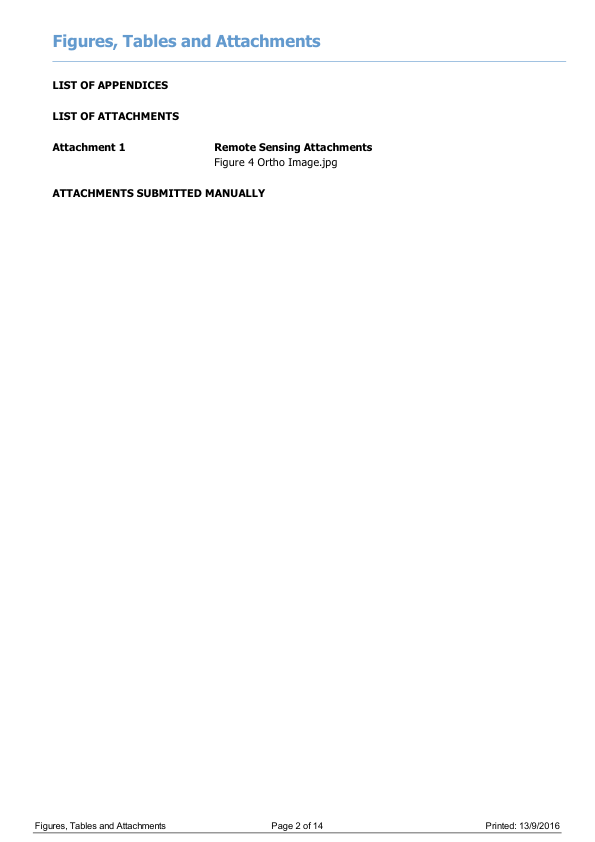 Figures, Tables and Attachments
LIST OF APPENDICES
LIST OF ATTACHMENTS
Attachment 1 Remote Sensing Attachments
Figure 4 Ortho Image.jpg
ATTACHMENTS SUBMITTED MANUALLY
Figures, Tables and Attachments Page 2 of 14 Printed: 13/9/2016